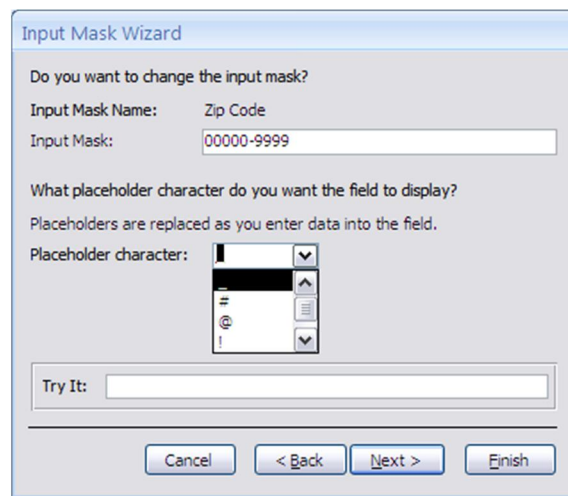 Input Mask Wizard
Do you want to change the input mask?
Input Mask Name: Zip Code
Input Mask: 00000-9999
What placeholder character do you want the field to display?
Placeholders are replaced as you enter data into the field.
Placeholder character: _
_
#
@
!
Try It:
Cancel < Back Next > Finish